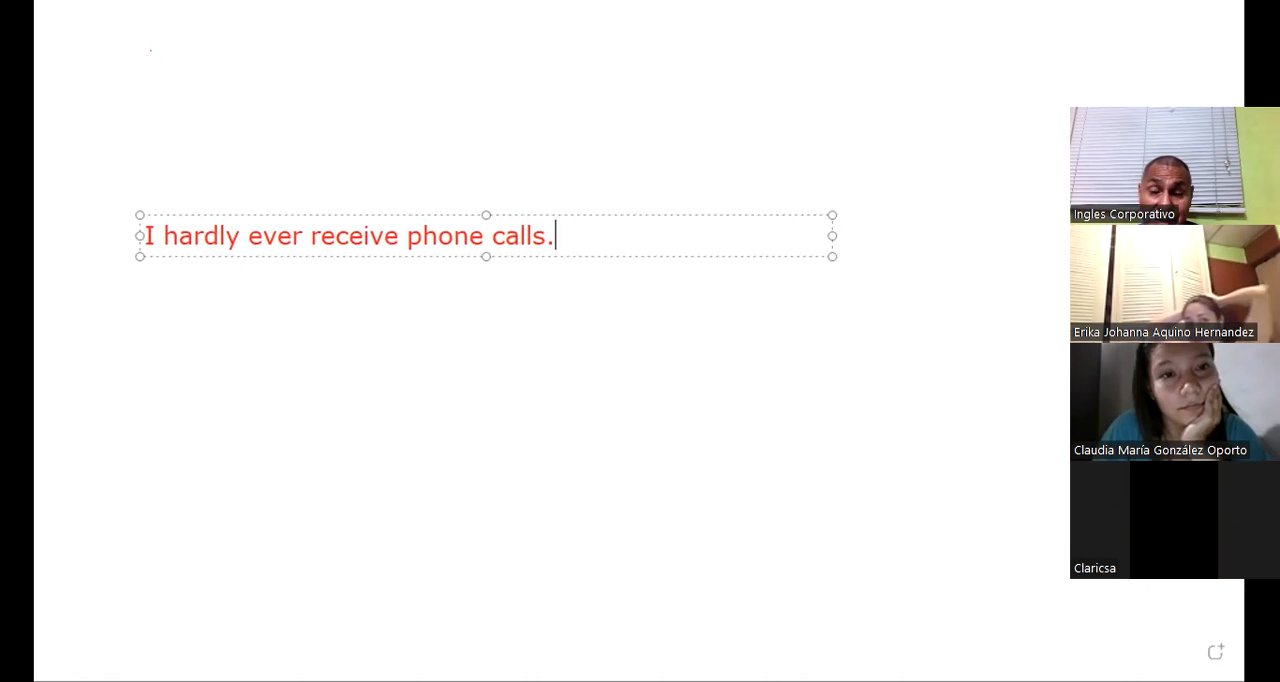 I hardly ever receive phone calls.
Ingles Corporativo
Erika Johanna Aquino Hernandez
Claudia María González Oporto
Claricsa